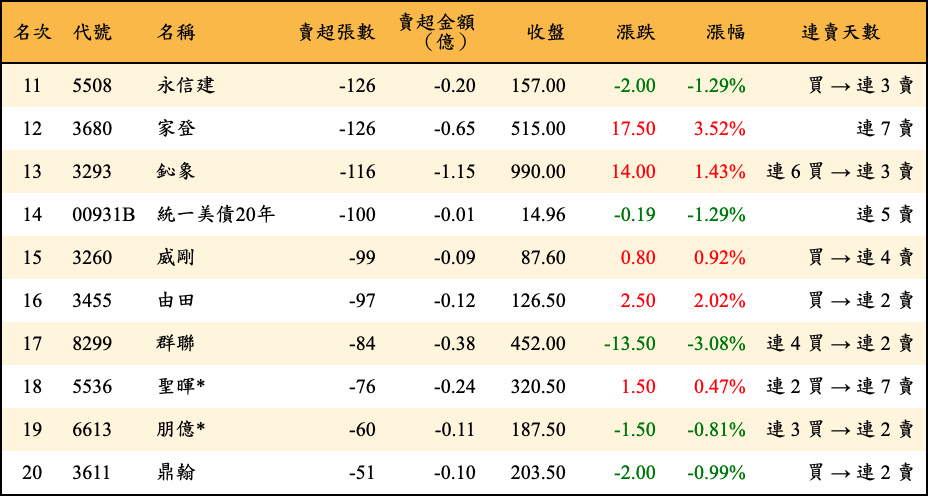 名次 代號 名稱 賣超張數 賣超金額（億） 收盤 漲跌 漲幅 連賣天數
11 5508 永信建 -126 -0.20 157.00 -2.00 -1.29% 買 → 連 3 賣
12 3680 家登 -126 -0.65 515.00 17.50 3.52% 連 7 賣
13 3293 鈊象 -116 -1.15 990.00 14.00 1.43% 連 6 買 → 連 3 賣
14 00931B 統一美債20年 -100 -0.01 14.96 -0.19 -1.29% 連 5 賣
15 3260 威剛 -99 -0.09 87.60 0.80 0.92% 買 → 連 4 賣
16 3455 由田 -97 -0.12 126.50 2.50 2.02% 買 → 連 2 賣
17 8299 群聯 -84 -0.38 452.00 -13.50 -3.08% 連 4 買 → 連 2 賣
18 5536 聖暉* -76 -0.24 320.50 1.50 0.47% 連 2 買 → 連 7 賣
19 6613 朋億* -60 -0.11 187.50 -1.50 -0.81% 連 3 買 → 連 2 賣
20 3611 鼎翰 -51 -0.10 203.50 -2.00 -0.99% 買 → 連 2 賣